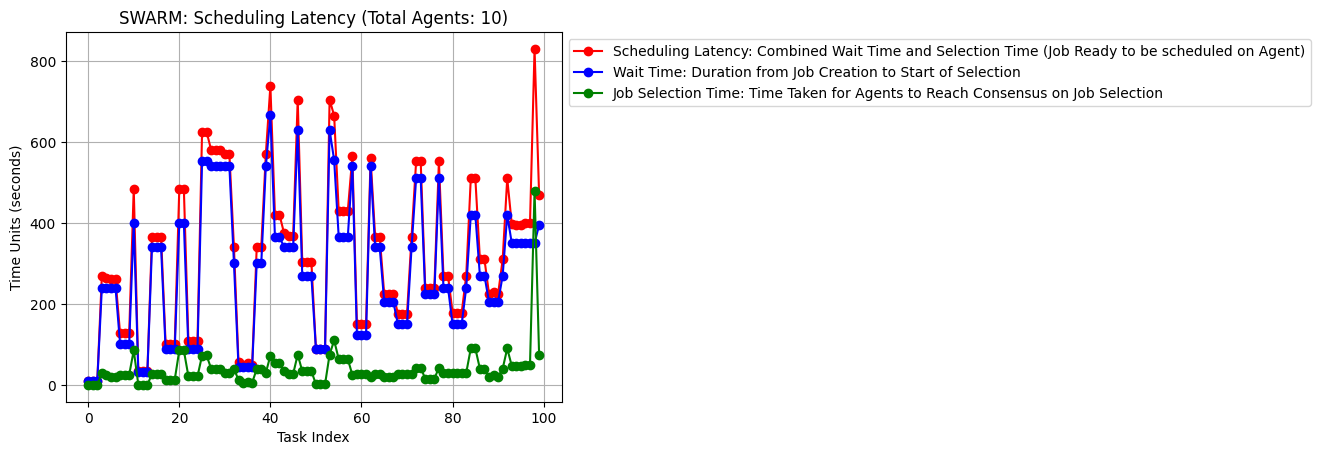 SWARM: Scheduling Latency (Total Agents: 10)
Scheduling Latency: Combined Wait Time and Selection Time (Job Ready to be scheduled on Agent)
Wait Time: Duration from Job Creation to Start of Selection
Job Selection Time: Time Taken for Agents to Reach Consensus on Job Selection
Time Units (seconds)
800
600
400
200
0
0 20 40 60 80 100
Task Index